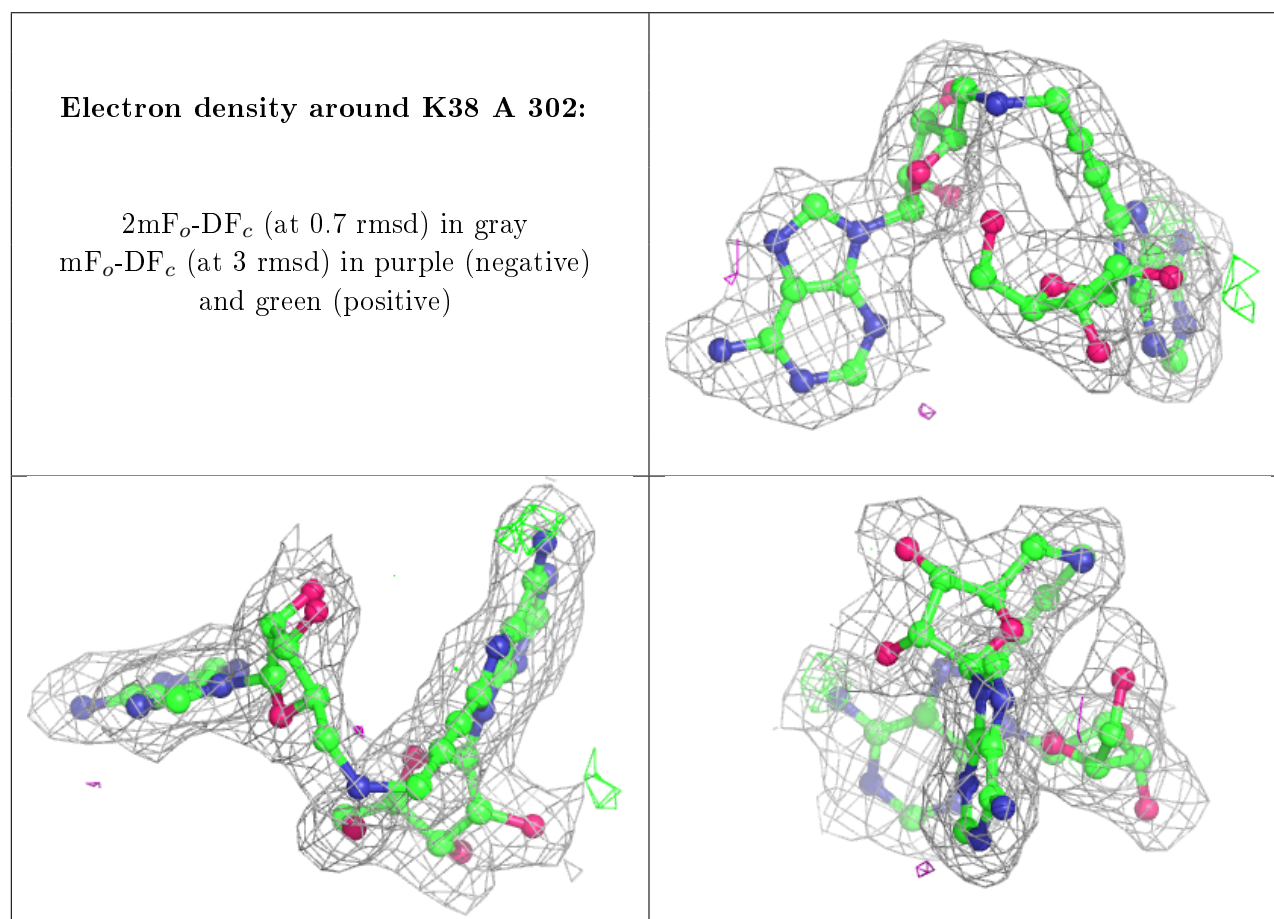 Electron density around K38 A 302:
2mFo-DFc (at 0.7 rmsd) in gray
mFo-DFc (at 3 rmsd) in purple (negative)
and green (positive)